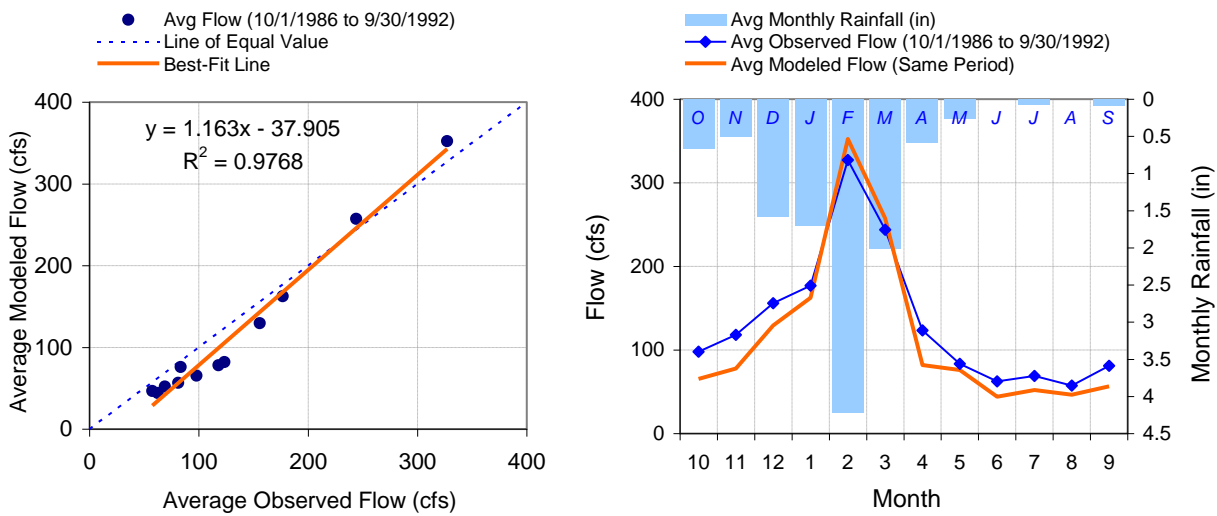 Avg Flow (10/1/1986 to 9/30/1992)
Line of Equal Value
Best-Fit Line
y = 1.163x - 37.905
R² = 0.9768
Average Modeled Flow (cfs)
400
300
200
100
0
0 100 200 300 400
Average Observed Flow (cfs)
Avg Monthly Rainfall (in)
Avg Observed Flow (10/1/1986 to 9/30/1992)
Avg Modeled Flow (Same Period)
Flow (cfs)
400
300
200
100
0
O N D J F M A M J J A S
0
0.5
1
1.5
2
2.5
3
3.5
4
4.5
Monthly Rainfall (in)
10 11 12 1 2 3 4 5 6 7 8 9
Month